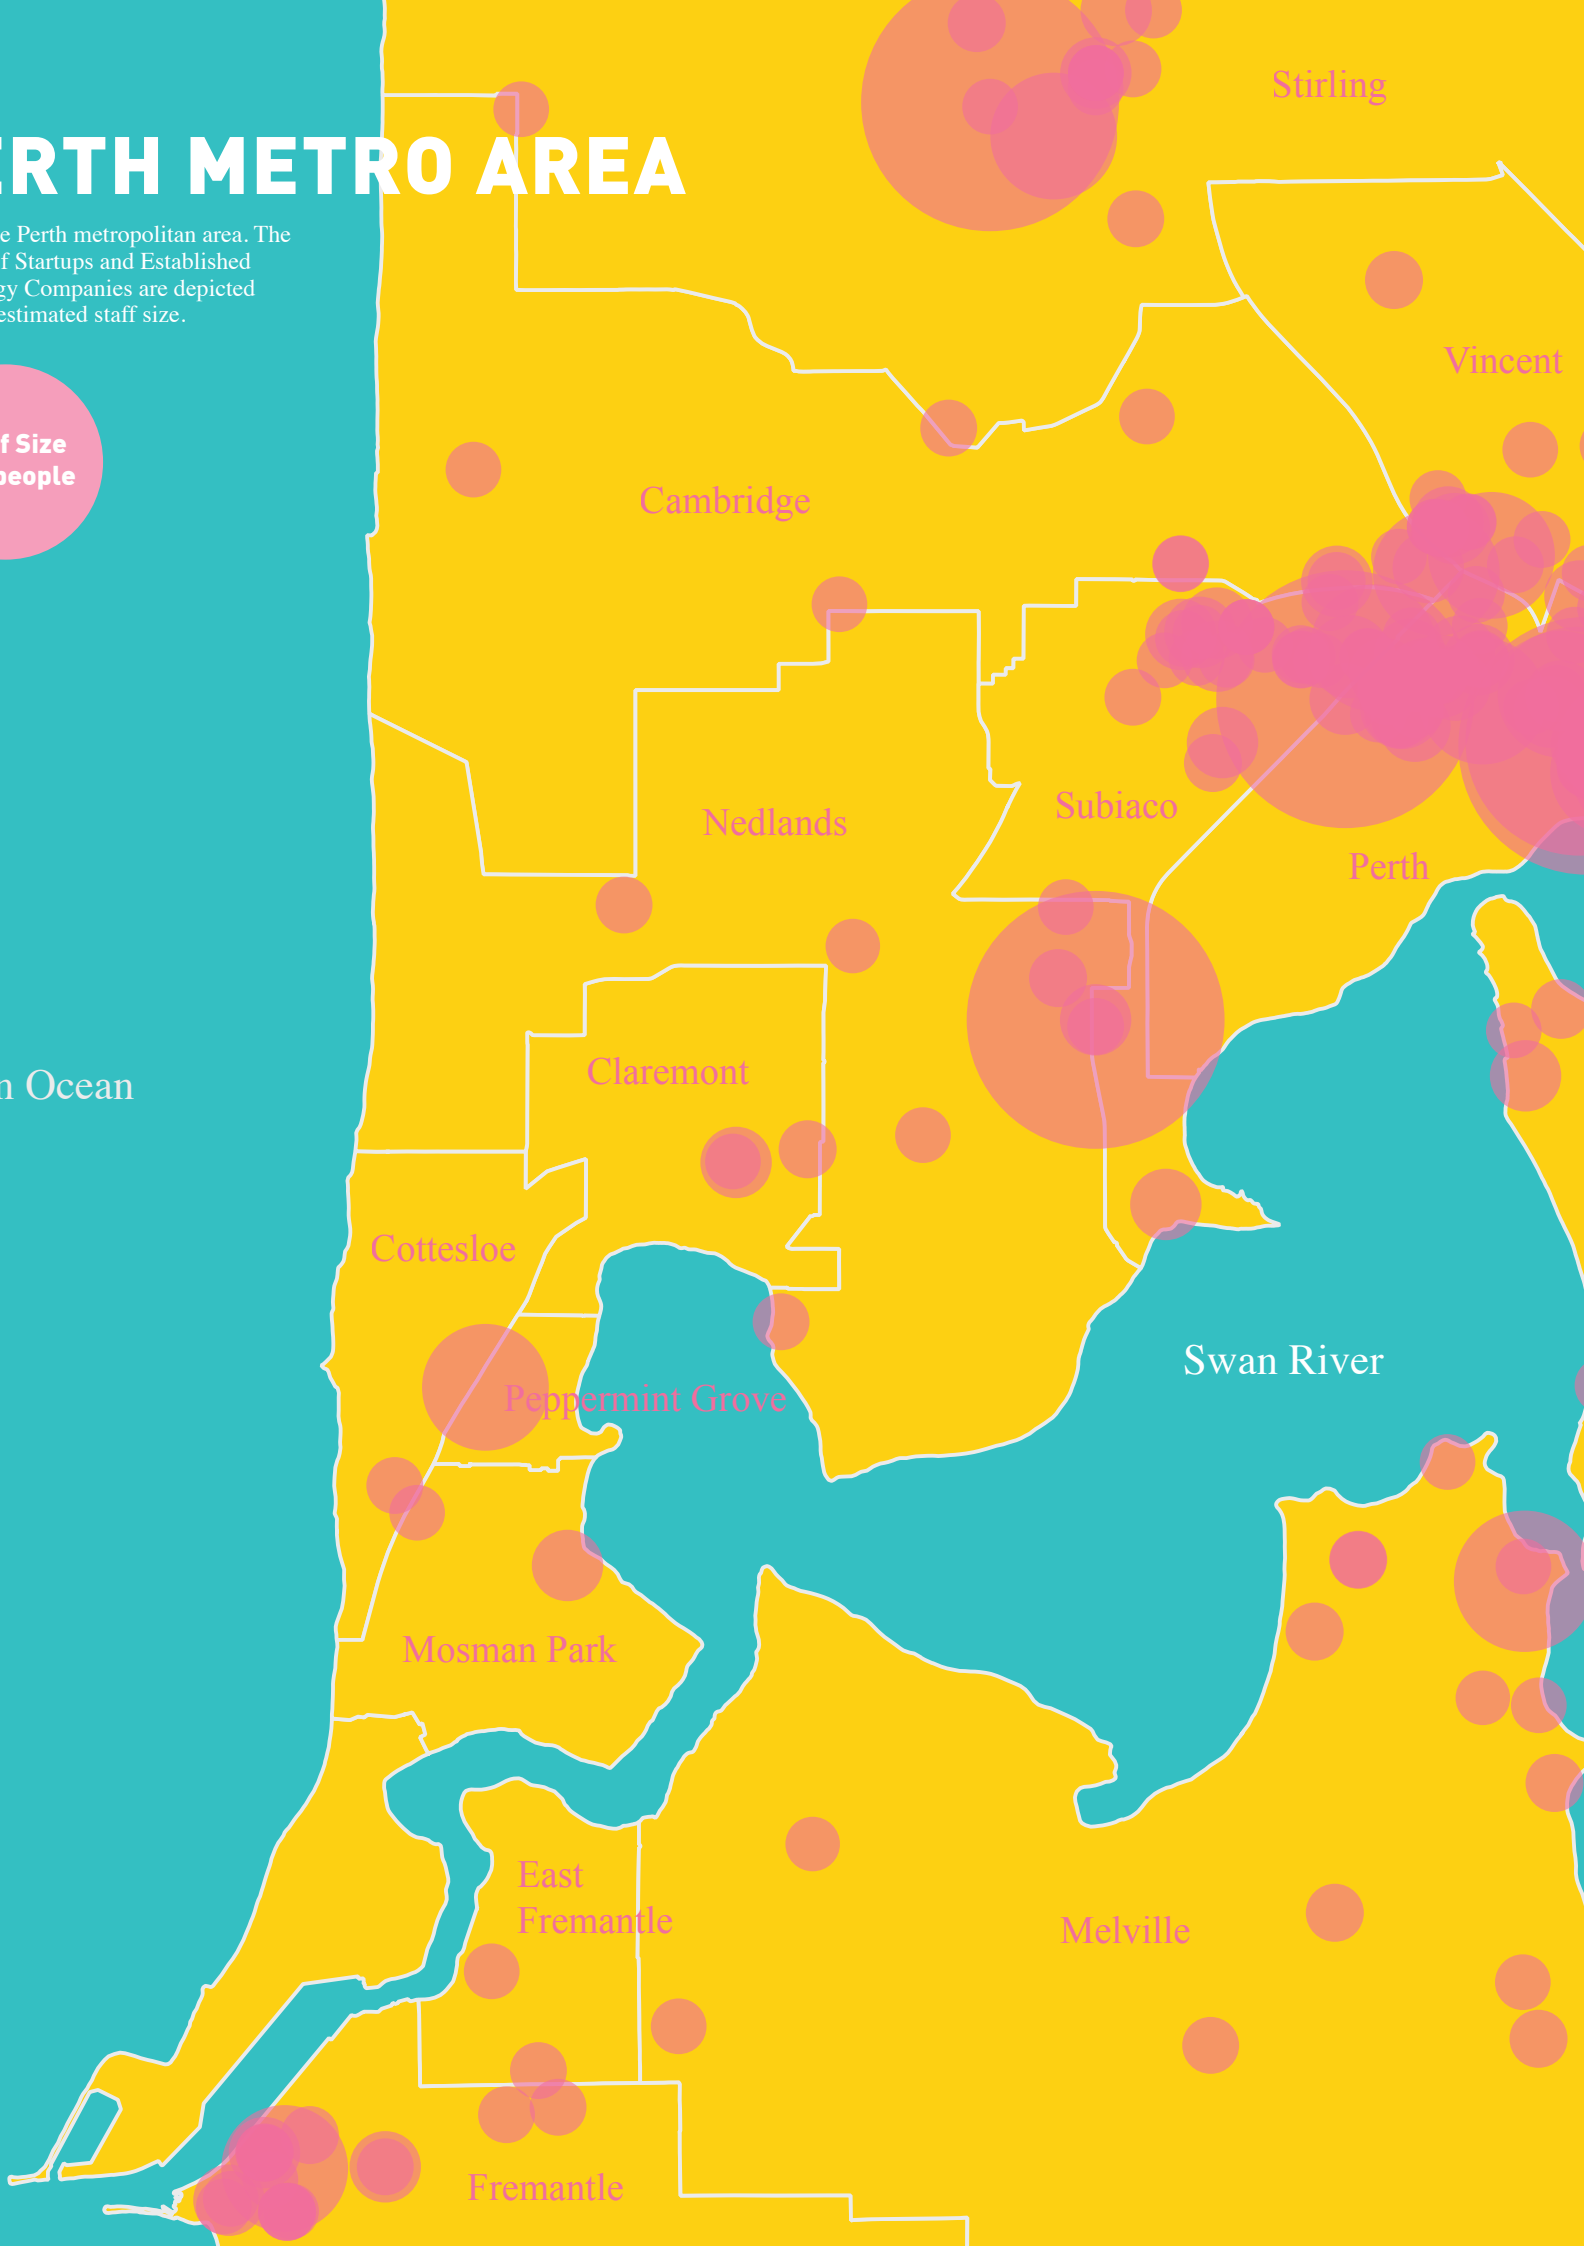 ERTH METRO AREA
e Perth metropolitan area. The
f Startups and Established
gy Companies are depicted
estimated staff size.
f Size
people
Stirling
Vincent
Cambridge
Nedlands
Subiaco
Perth
n Ocean
Claremont
Cottesloe
Swan River
Peppermint Grove
Mosman Park
East
Fremantle
Melville
Fremantle